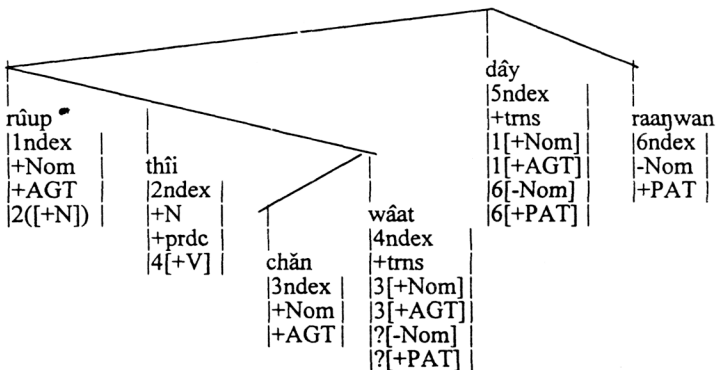 rûup
|1ndex |
|+Nom |
|+AGT |
|2([+N]) |
thîi
|2ndex |
|+N |
|+prdc |
|4[+V] |
chǎn
|3ndex |
|+Nom |
|+AGT |
wâat
|4ndex |
|+trns |
|3[+Nom] |
|3[+AGT] |
|?[-Nom] |
|?[+PAT] |
dây
|5ndex |
|+trns |
|1[+Nom] |
|1[+AGT] |
|6[-Nom] |
|6[+PAT] |
raaŋwan
|6ndex |
|-Nom |
|+PAT |